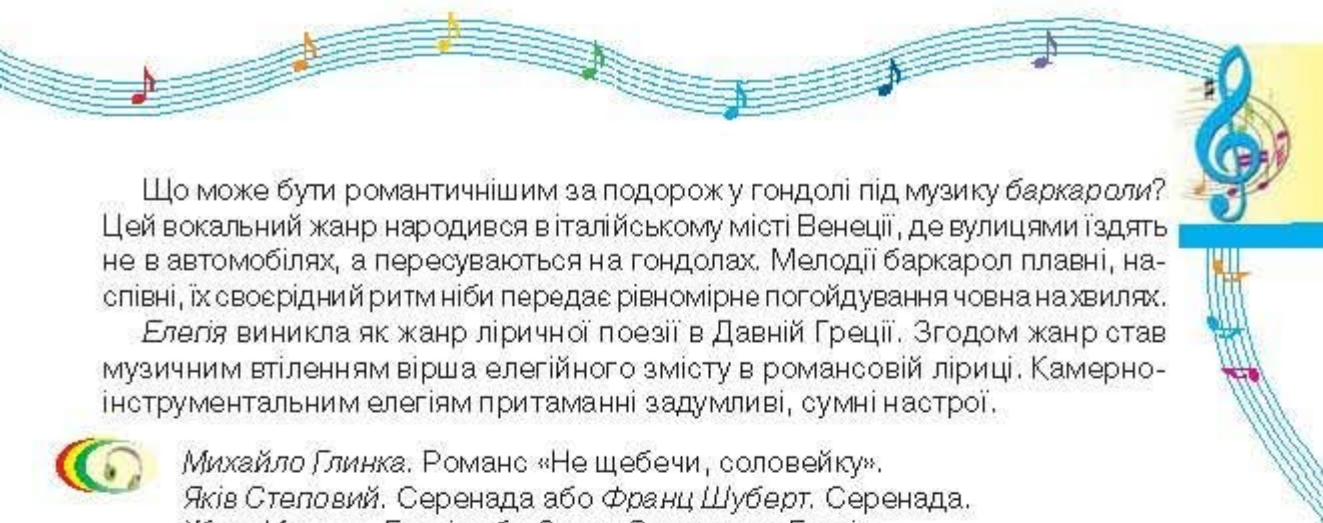 Що може бути романтичнішим за подорож у гондолі під музику баркароли?
Цей вокальний жанр народився в італійському місті Венеції, де вулицями їздять
не в автомобілях, а пересуваються на гондолах. Мелодії баркарол плавні, на-
співні, їх своєрідний ритм ніби передає рівномірне погойдування човна на хвилях.
Елегія виникла як жанр ліричної поезії в Давній Греції. Згодом жанр став
музичним втіленням вірша елегійного змісту в романсовій ліриці. Камерно-
інструментальним елегіям притаманні задумливі, сумні настрої.
Михайло Глинка. Романс «Не щебечи, соловейку».
Яків Степовий. Серенада або Франц Шуберт. Серенада.